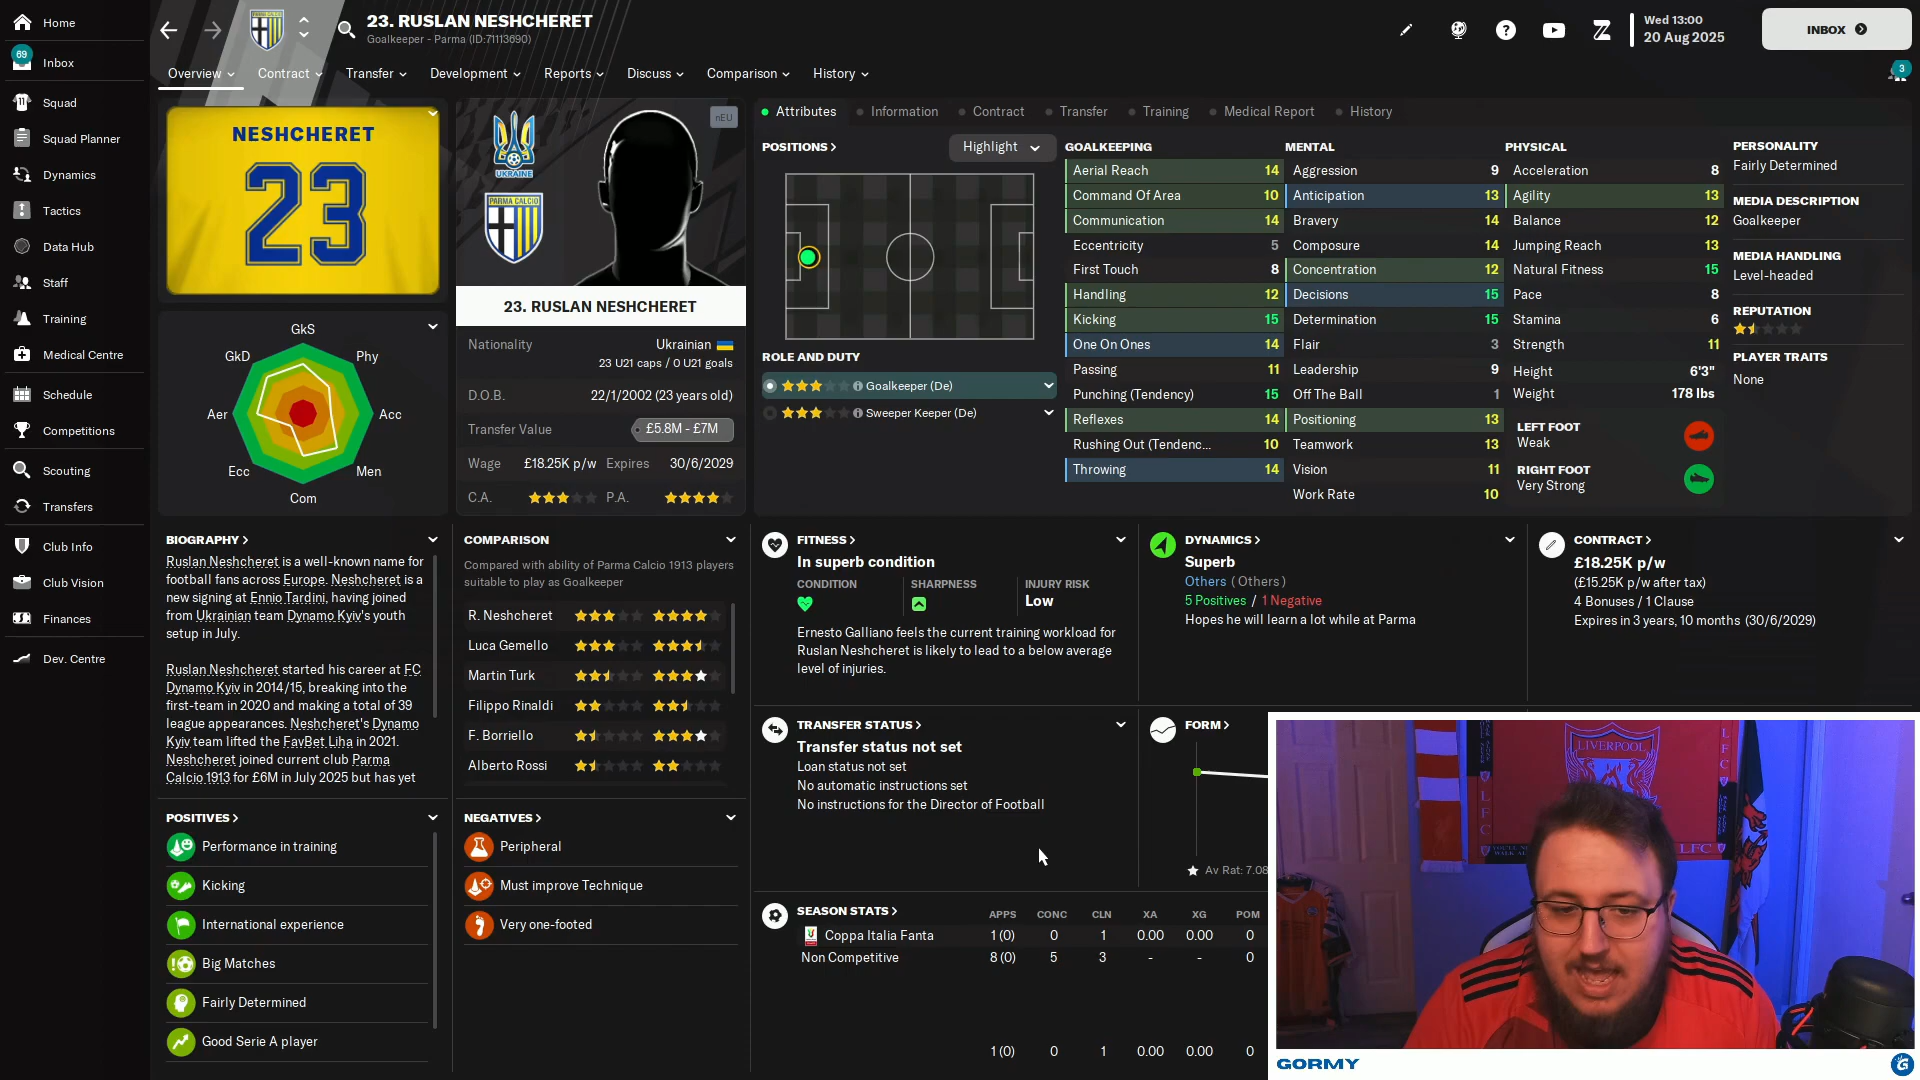 Home
69
Inbox
Squad
Squad Planner
Dynamics
Tactics
Data Hub
Staff
Training
Medical Centre
Schedule
Competitions
Scouting
Transfers
Club Info
Club Vision
Finances
Dev. Centre
23. RUSLAN NESHCHERET
Goalkeeper - Parma (ID:71113690)
Wed 13:00
20 Aug 2025
INBOX
3
Overview
Contract
Transfer
Development
Reports
Discuss
Comparison
History
NESHCHERET
23
GkS
Phy
Acc
Men
Com
Ecc
Aer
GkD
nEU
UKRAINE
PARMA CALCIO
23. RUSLAN NESHCHERET
Nationality Ukrainian
23 U21 caps / 0 U21 goals
D.O.B. 22/1/2002 (23 years old)
Transfer Value £5.8M - £7M
Wage £18.25K p/w Expires 30/6/2029
C.A. P.A.
Attributes
Information
Contract
Transfer
Training
Medical Report
History
POSITIONS >
Highlight
ROLE AND DUTY
Goalkeeper (De)
Sweeper Keeper (De)
GOALKEEPING
Aerial Reach 14
Command Of Area 10
Communication 14
Eccentricity 5
First Touch 8
Handling 12
Kicking 15
One On Ones 14
Passing 11
Punching (Tendency) 15
Reflexes 14
Rushing Out (Tendenc... 10
Throwing 14
MENTAL
Aggression 9
Anticipation 13
Bravery 14
Composure 14
Concentration 12
Decisions 15
Determination 15
Flair 3
Leadership 9
Off The Ball 1
Positioning 13
Teamwork 13
Vision 11
Work Rate 10
PHYSICAL
Acceleration 8
Agility 13
Balance 12
Jumping Reach 13
Natural Fitness 15
Pace 8
Stamina 6
Strength 11
Height 6'3"
Weight 178 lbs
LEFT FOOT
Weak
RIGHT FOOT
Very Strong
PERSONALITY
Fairly Determined
MEDIA DESCRIPTION
Goalkeeper
MEDIA HANDLING
Level-headed
REPUTATION
PLAYER TRAITS
None
BIOGRAPHY >
Ruslan Neshcheret is a well-known name for
football fans across Europe. Neshcheret is a
new signing at Ennio Tardini, having joined
from Ukrainian team Dynamo Kyiv's youth
setup in July.
Ruslan Neshcheret started his career at FC
Dynamo Kyiv in 2014/15, breaking into the
first-team in 2020 and making a total of 39
league appearances. Neshcheret's Dynamo
Kyiv team lifted the FavBet Liha in 2021.
Neshcheret joined current club Parma
Calcio 1913 for £6M in July 2025 but has yet
COMPARISON
Compared with ability of Parma Calcio 1913 players
suitable to play as Goalkeeper
R. Neshcheret
Luca Gemello
Martin Turk
Filippo Rinaldi
F. Borriello
Alberto Rossi
FITNESS >
In superb condition
CONDITION SHARPNESS INJURY RISK
Low
Ernesto Galliano feels the current training workload for
Ruslan Neshcheret is likely to lead to a below average
level of injuries.
DYNAMICS >
Superb
Others ( Others )
5 Positives / 1 Negative
Hopes he will learn a lot while at Parma
CONTRACT >
£18.25K p/w
(£15.25K p/w after tax)
4 Bonuses / 1 Clause
Expires in 3 years, 10 months (30/6/2029)
TRANSFER STATUS >
Transfer status not set
Loan status not set
No automatic instructions set
No instructions for the Director of Football
FORM >
Av Rat: 7.08
POSITIVES >
Performance in training
Kicking
International experience
Big Matches
Fairly Determined
Good Serie A player
NEGATIVES >
Peripheral
Must improve Technique
Very one-footed
SEASON STATS > APPS CONC CLN XA XG POM
Coppa Italia Fanta 1 (0) 0 1 0.00 0.00 0
Non Competitive 8 (0) 5 3 - - 0
1 (0) 0 1 0.00 0.00 0
LIVERPOOL
LFC
GORMY